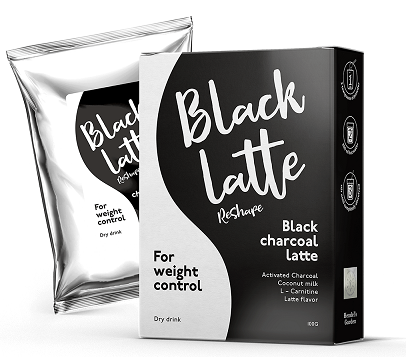 Black
latte
ReShape
For
weight
control
Dry drink
Black
latte
ReShape
Black
charcoal
latte
Activated Charcoal
Coconut milk
L - Carnitine
Latte flavor
For
weight
control
Dry drink
100G